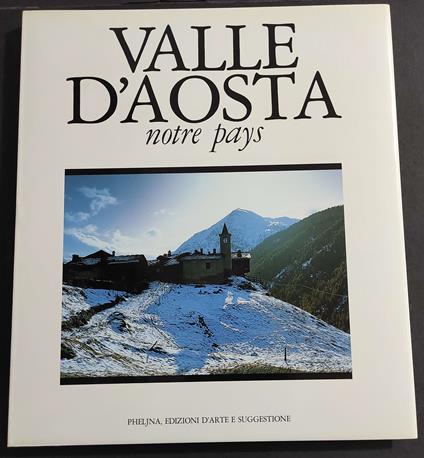 VALLE
D'AOSTA
notre pays
PHELJNA, EDIZIONI D'ARTE E SUGGESTIONE